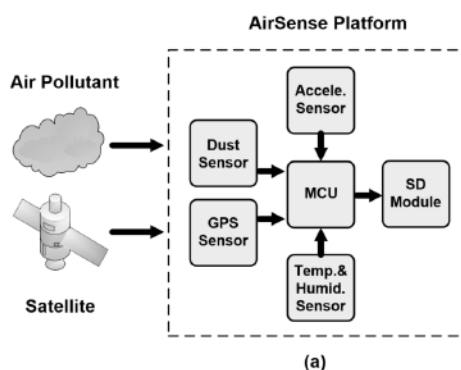 AirSense Platform
Air Pollutant
Satellite
Dust
Sensor
GPS
Sensor
Accele.
Sensor
MCU
Temp.&
Humid.
Sensor
SD
Module
(a)